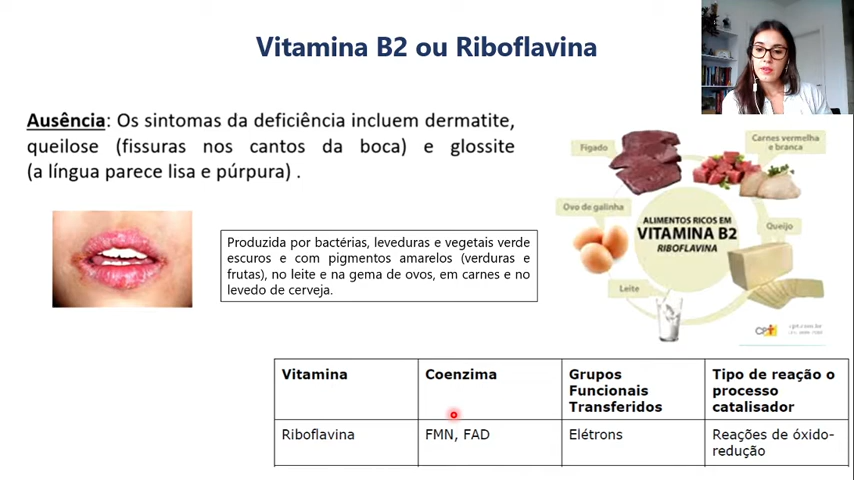 Vitamina B2 ou Riboflavina
Ausência: Os sintomas da deficiência incluem dermatite,
queilose (fissuras nos cantos da boca) e glossite
(a língua parece lisa e púrpura) .
Produzida por bactérias, leveduras e vegetais verde
escuros e com pigmentos amarelos (verduras e
frutas), no leite e na gema de ovos, em carnes e no
levedo de cerveja.
Fígado
Carnes vermelha
e branca
Ovo de galinha
ALIMENTOS RICOS EM
VITAMINA B2
RIBOFLAVINA
Queijo
Leite
CPT
Vitamina
Coenzima
Grupos
Funcionais
Transferidos
Tipo de reação o
processo
catalisador
Riboflavina
FMN, FAD
Elétrons
Reações de óxido-
redução